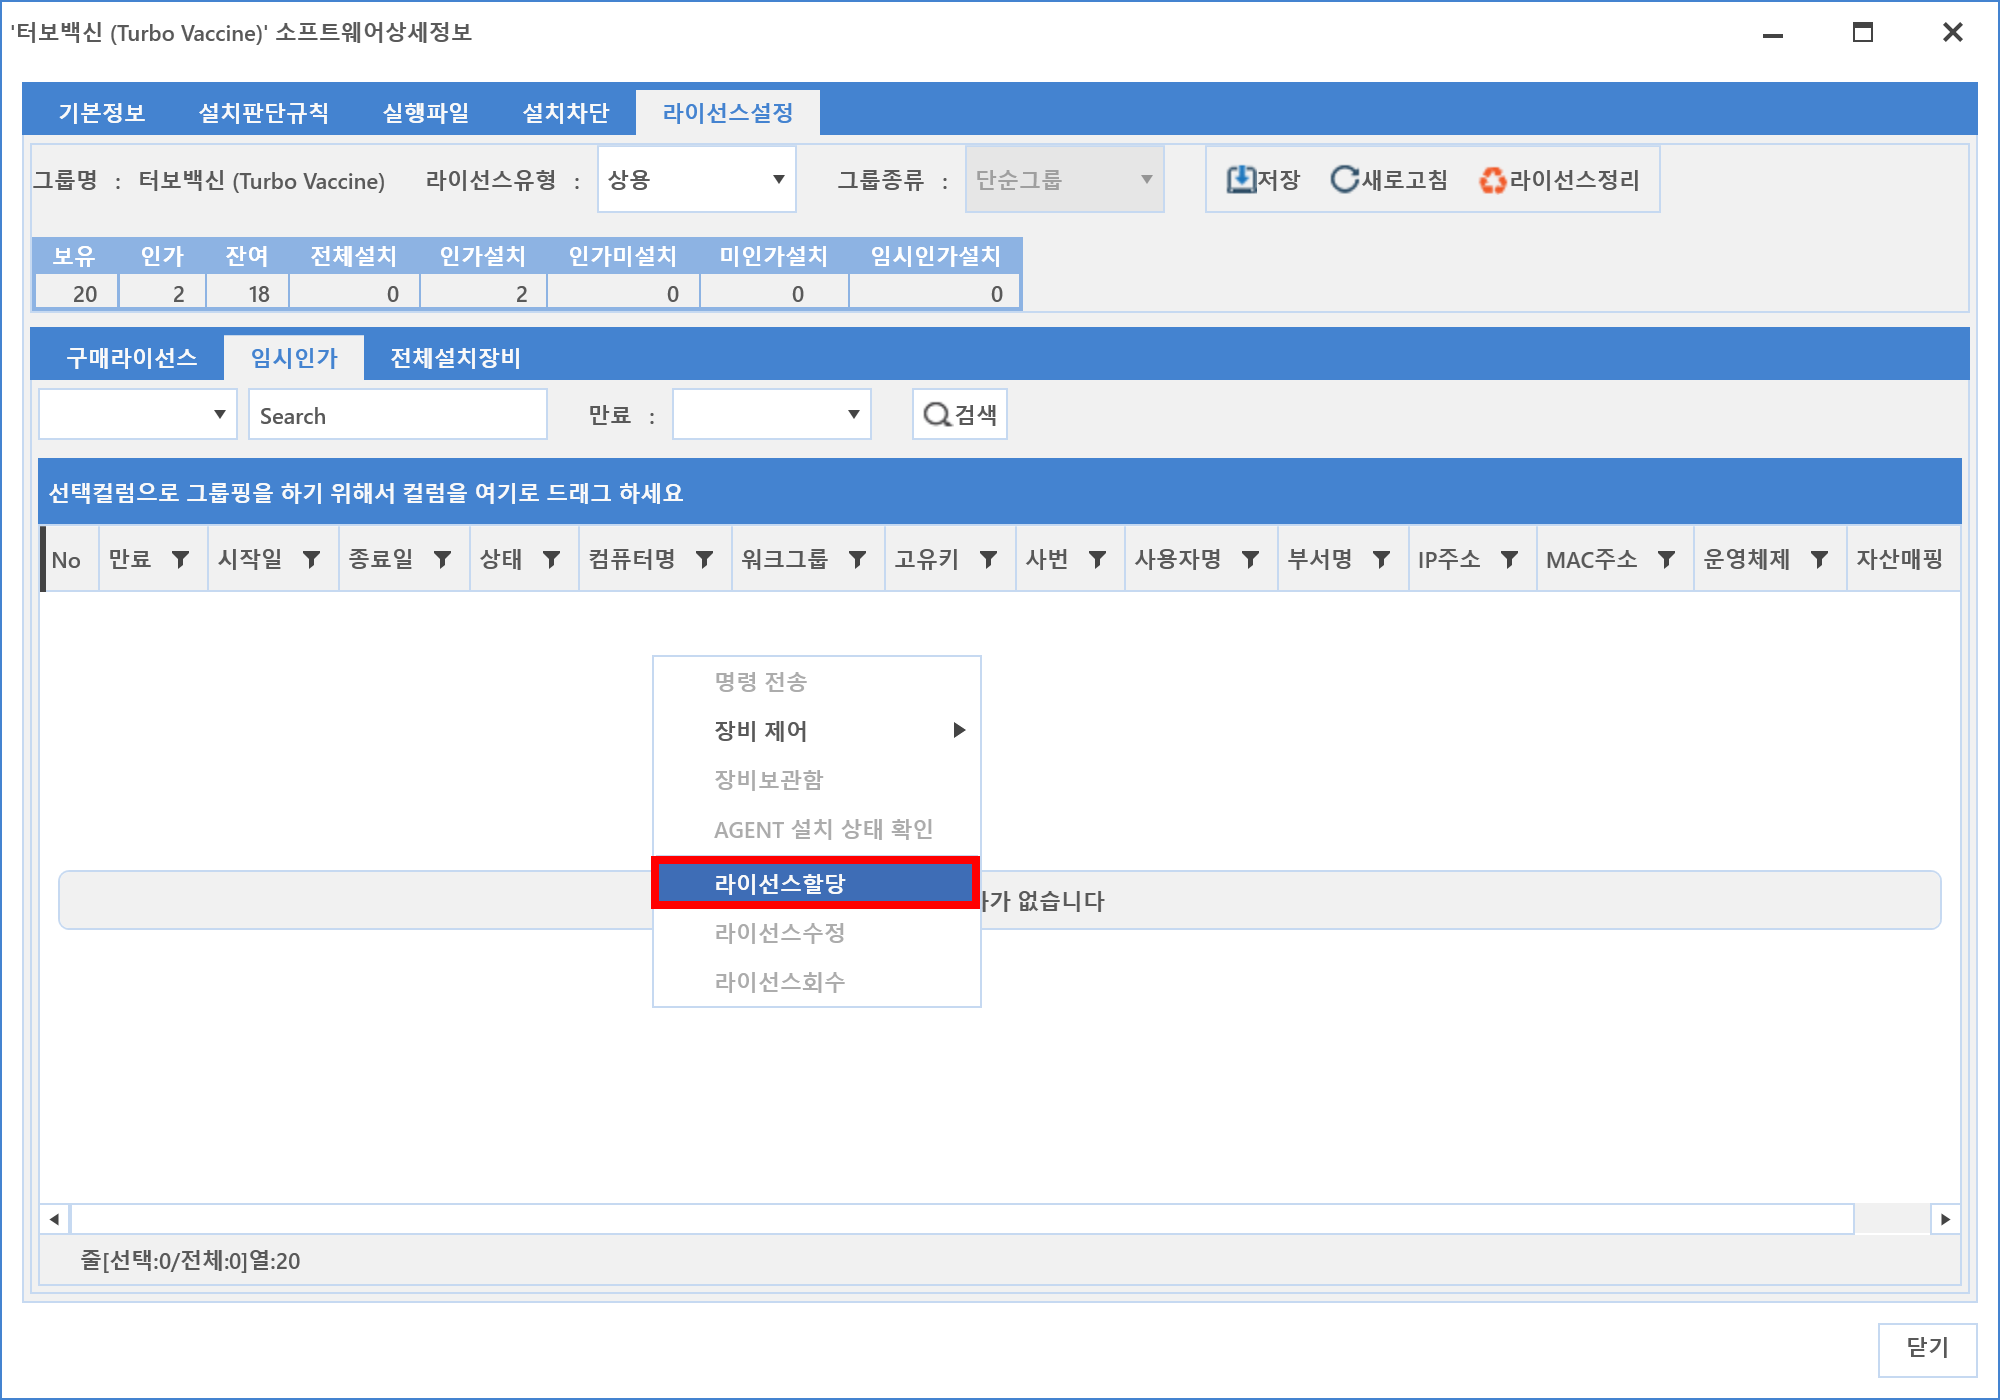 '터보백신 (Turbo Vaccine)' 소프트웨어상세정보
기본정보 설치판단규칙 실행파일 설치차단 라이선스설정
그룹명 : 터보백신 (Turbo Vaccine) 라이선스유형 : 상용 그룹종류 : 단순그룹 저장 새로고침 라이선스정리
보유 인가 잔여 전체설치 인가설치 인가미설치 미인가설치 임시인가설치
20 2 18 0 2 0 0 0
구매라이선스 임시인가 전체설치장비
Search 만료 : 검색
선택컬럼으로 그룹핑을 하기 위해서 컬럼을 여기로 드래그 하세요
No 만료 시작일 종료일 상태 컴퓨터명 워크그룹 고유키 사번 사용자명 부서명 IP주소 MAC주소 운영체제 자산매핑
명령 전송
장비 제어
장비보관함
AGENT 설치 상태 확인
라이선스할당
없습니다
라이선스수정
라이선스회수
줄[선택:0/전체:0]열:20
닫기